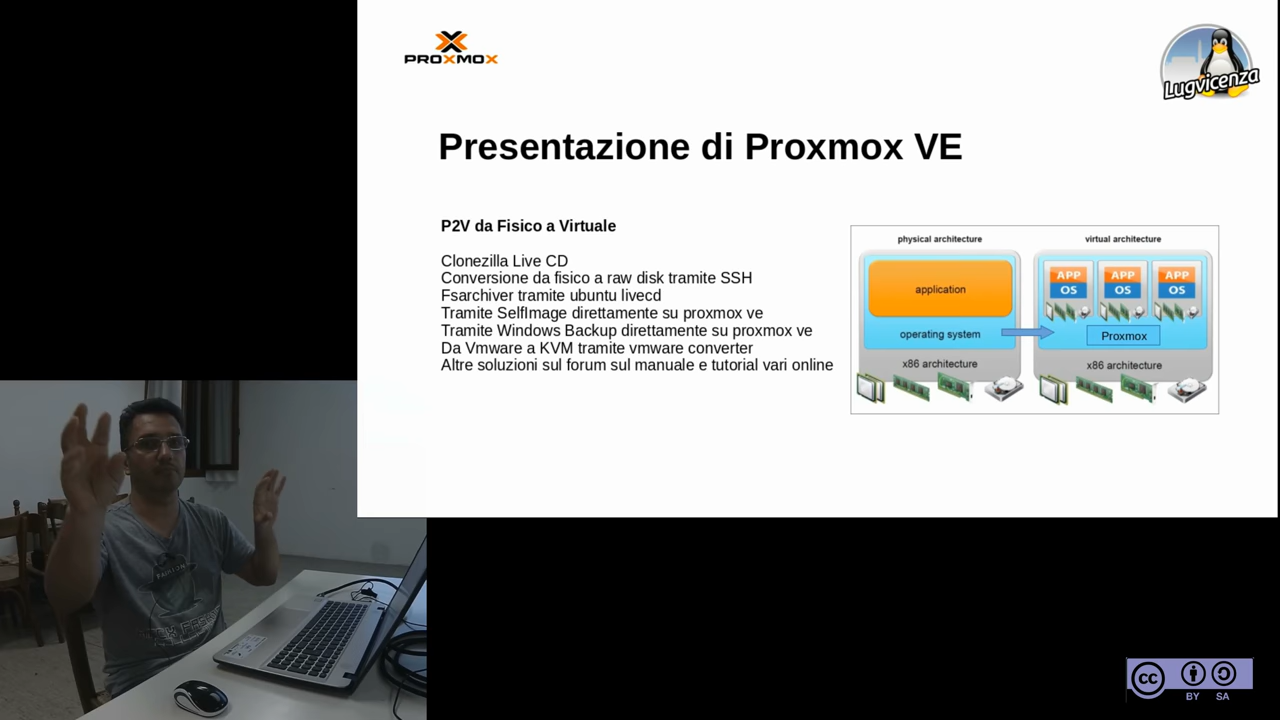 PROXMOX
Lugvicenza
Presentazione di Proxmox VE
P2V da Fisico a Virtuale
Clonezilla Live CD
Conversione da fisico a raw disk tramite SSH
Fsarchiver tramite ubuntu livecd
Tramite SelfImage direttamente su proxmox ve
Tramite Windows Backup direttamente su proxmox ve
Da Vmware a KVM tramite vmware converter
Altre soluzioni sul forum sul manuale e tutorial vari online
physical architecture
application
operating system
x86 architecture
virtual architecture
APP APP APP
OS OS OS
Proxmox
x86 architecture
cc
BY SA